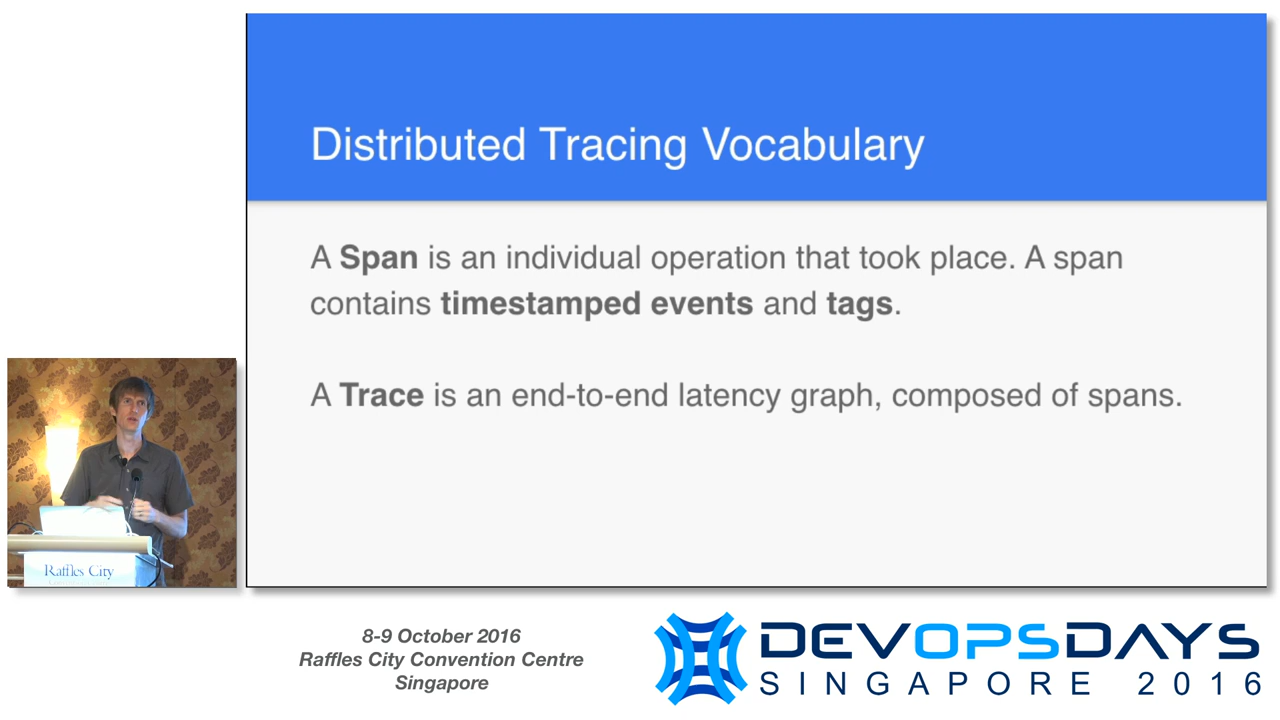 Distributed Tracing Vocabulary
A Span is an individual operation that took place. A span
contains timestamped events and tags.
A Trace is an end-to-end latency graph, composed of spans.
Raffles City
8-9 October 2016
Raffles City Convention Centre
Singapore
DEVOPSDAYS
SINGAPORE 2016